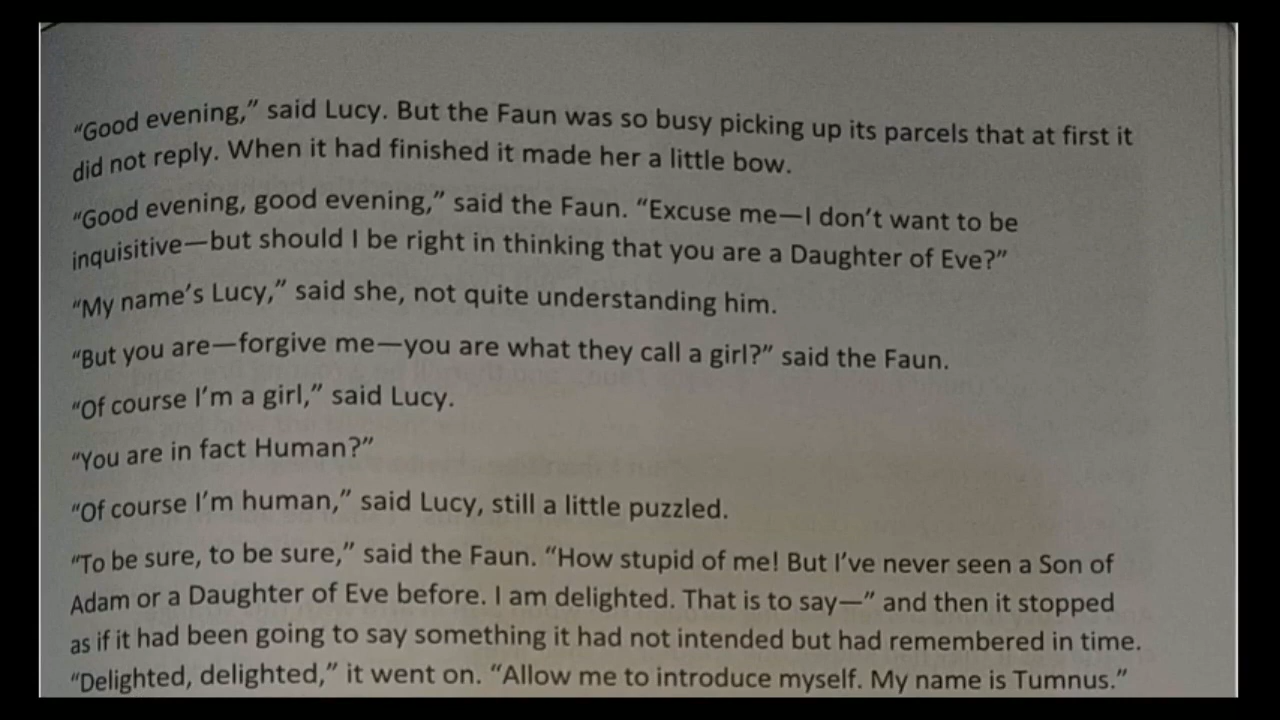 “Good evening,” said Lucy. But the Faun was so busy picking up its parcels that at first it
did not reply. When it had finished it made her a little bow.
“Good evening, good evening,” said the Faun. “Excuse me—I don’t want to be
inquisitive—but should I be right in thinking that you are a Daughter of Eve?”
“My name’s Lucy,” said she, not quite understanding him.
“But you are—forgive me—you are what they call a girl?” said the Faun.
“Of course I’m a girl,” said Lucy.
“You are in fact Human?”
“Of course I’m human,” said Lucy, still a little puzzled.
“To be sure, to be sure,” said the Faun. “How stupid of me! But I’ve never seen a Son of
Adam or a Daughter of Eve before. I am delighted. That is to say—” and then it stopped
as if it had been going to say something it had not intended but had remembered in time.
“Delighted, delighted,” it went on. “Allow me to introduce myself. My name is Tumnus.”